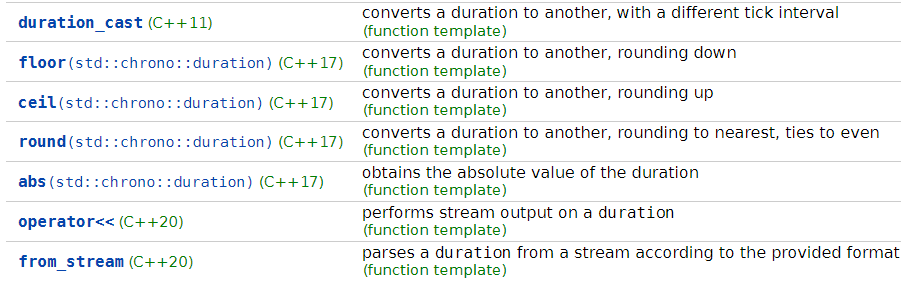 duration_cast (C++11)
converts a duration to another, with a different tick interval
(function template)
floor(std::chrono::duration) (C++17)
converts a duration to another, rounding down
(function template)
ceil(std::chrono::duration) (C++17)
converts a duration to another, rounding up
(function template)
round(std::chrono::duration) (C++17)
converts a duration to another, rounding to nearest, ties to even
(function template)
abs(std::chrono::duration) (C++17)
obtains the absolute value of the duration
(function template)
operator<< (C++20)
performs stream output on a duration
(function template)
from_stream (C++20)
parses a duration from a stream according to the provided format
(function template)